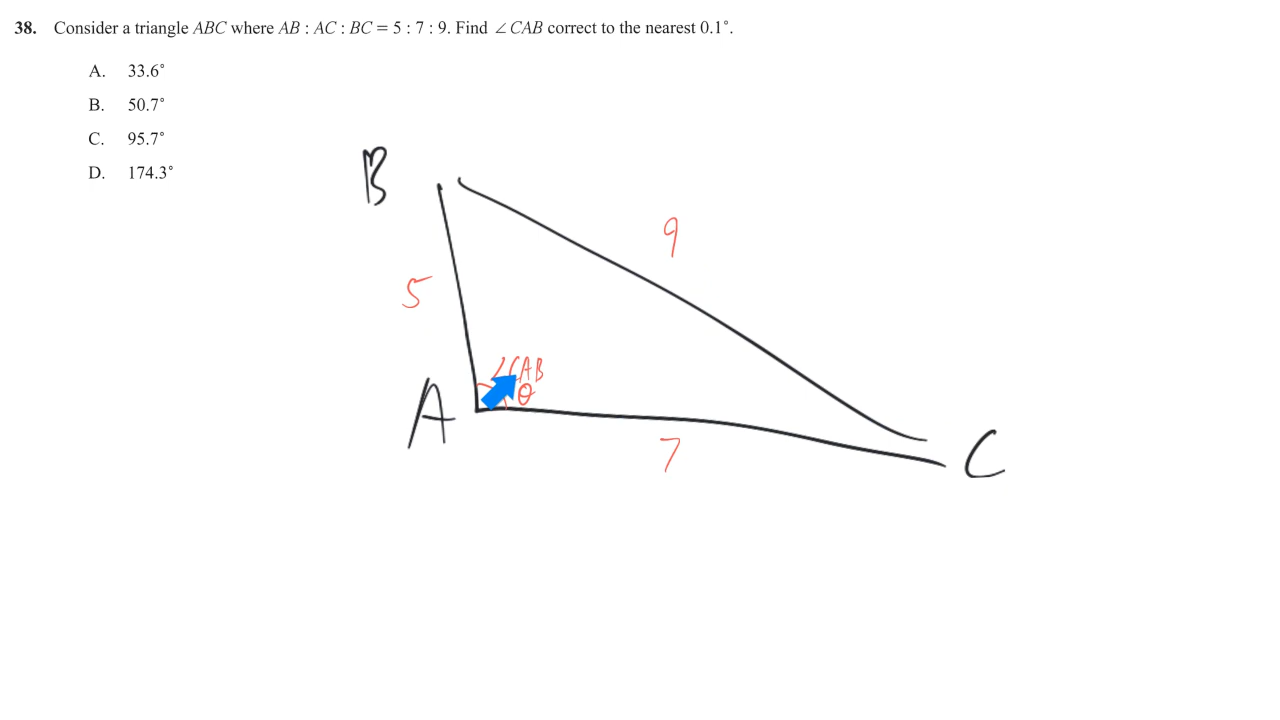 38. Consider a triangle ABC where AB : AC : BC = 5 : 7 : 9. Find ∠CAB correct to the nearest 0.1°.
A. 33.6°
B. 50.7°
C. 95.7°
D. 174.3°
B
9
5
∠CAB
θ
A
7
C